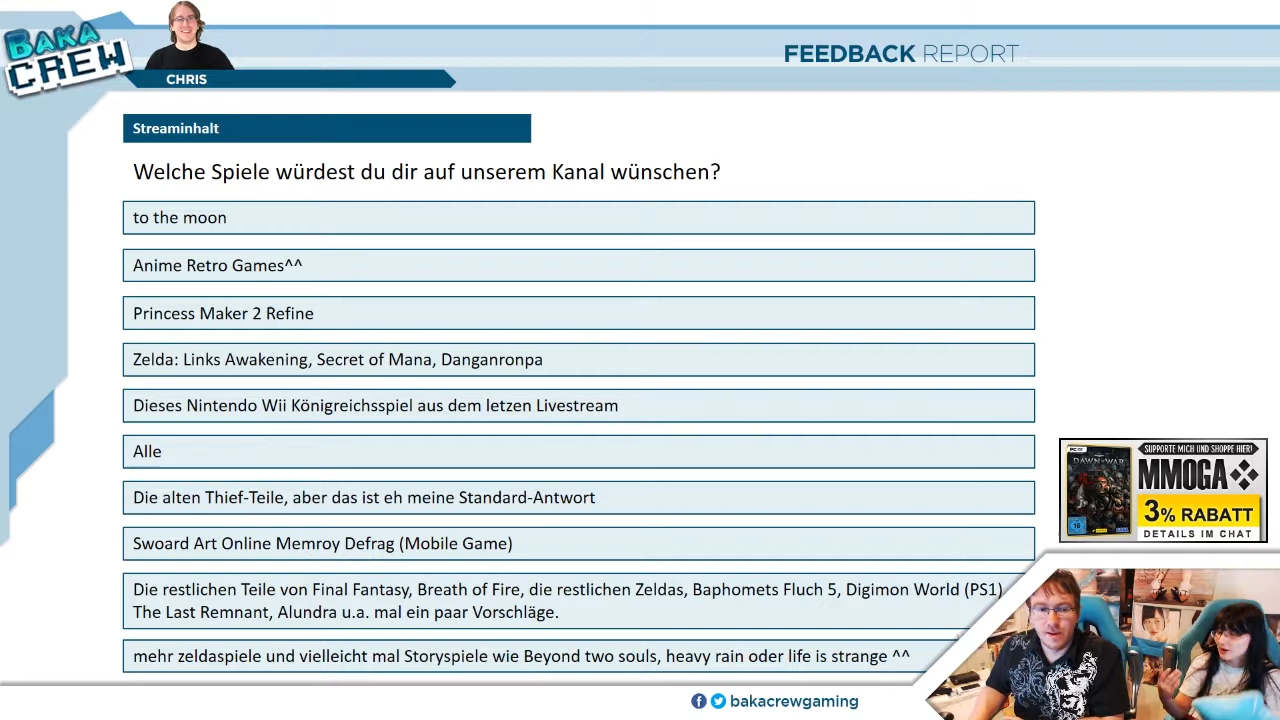 BAKA
CREW
CHRIS
FEEDBACK REPORT
Streaminhalt
Welche Spiele würdest du dir auf unserem Kanal wünschen?
to the moon
Anime Retro Games^^
Princess Maker 2 Refine
Zelda: Links Awakening, Secret of Mana, Danganronpa
Dieses Nintendo Wii Königreichsspiel aus dem letzen Livestream
Alle
Die alten Thief-Teile, aber das ist eh meine Standard-Antwort
Swoard Art Online Memroy Defrag (Mobile Game)
Die restlichen Teile von Final Fantasy, Breath of Fire, die restlichen Zeldas, Baphomets Fluch 5, Digimon World (PS1)
The Last Remnant, Alundra u.a. mal ein paar Vorschläge.
mehr zeldaspiele und vielleicht mal Storyspiele wie Beyond two souls, heavy rain oder life is strange ^^
PC
DAWN OF WAR
SUPPORTE MICH UND SHOPPE HIER!
MMOGA
3% RABATT
DETAILS IM CHAT
bakacrewgaming